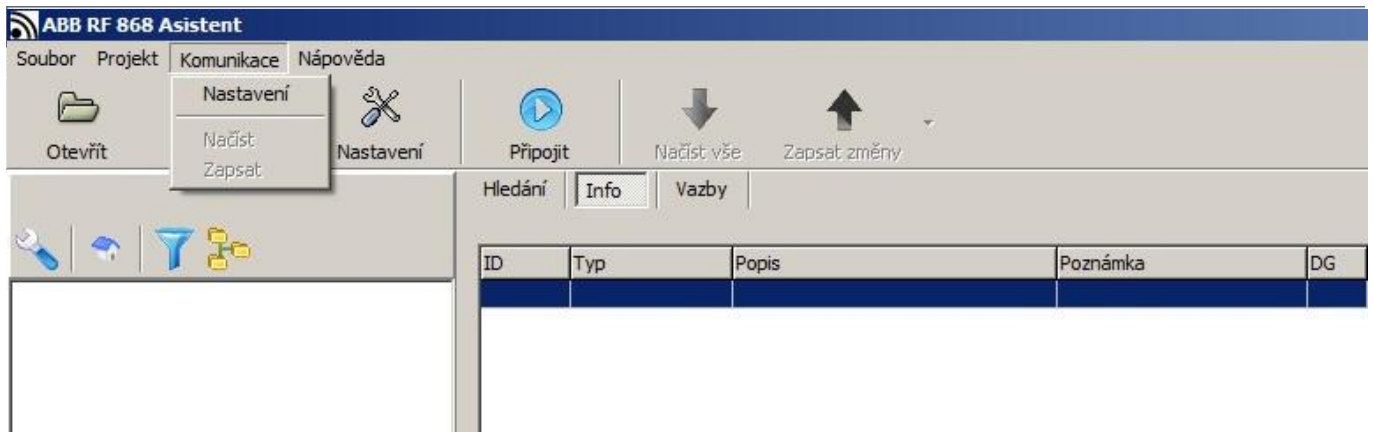 ABB RF 868 Asistent
Soubor Projekt Komunikace Nápověda
Nastavení
Načíst
Zapsat
Otevřít Nastavení Připojit Načíst vše Zapsat změny
Hledání Info Vazby
ID Typ Popis Poznámka DG